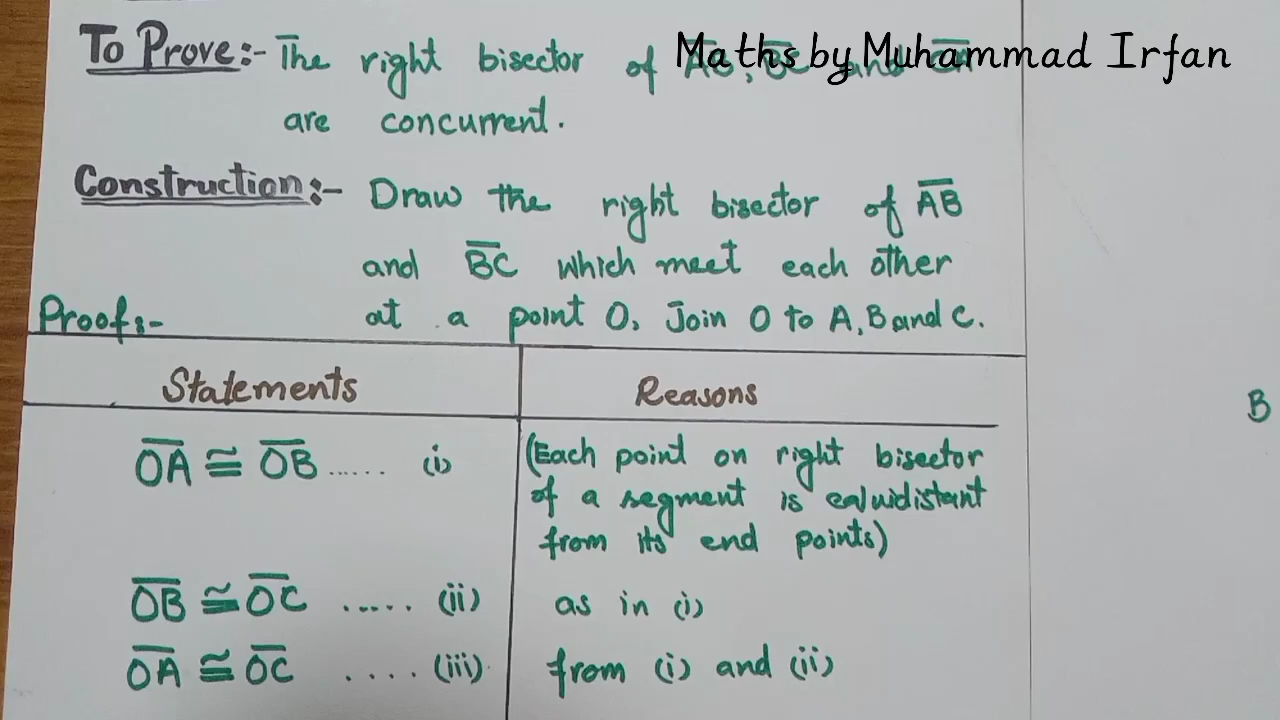 To Prove:- The right bisector of Maths by Muhammad Irfan
are concurrent.
Construction:- Draw the right bisector of AB
and BC which meet each other
Proof:- at a point O, Join O to A, B and C.
Statements Reasons
OA ≅ OB ...... (i) (Each point on right bisector
of a segment is equidistant
from its end points)
OB ≅ OC ..... (ii) as in (i)
OA ≅ OC .... (iii) from (i) and (ii)
B